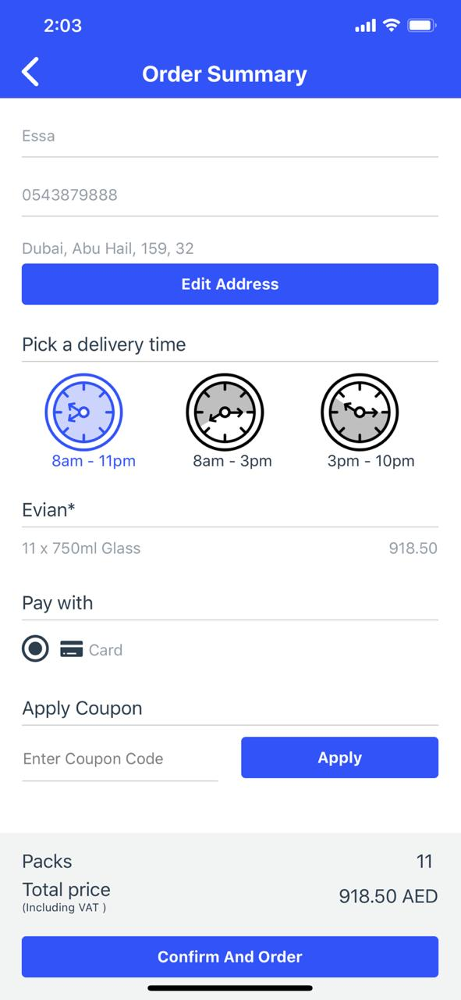 2:03
Order Summary
Essa
0543879888
Dubai, Abu Hail, 159, 32
Edit Address
Pick a delivery time
8am - 11pm
8am - 3pm
3pm - 10pm
Evian*
11 x 750ml Glass 918.50
Pay with
Card
Apply Coupon
Enter Coupon Code
Apply
Packs 11
Total price 918.50 AED
(Including VAT )
Confirm And Order